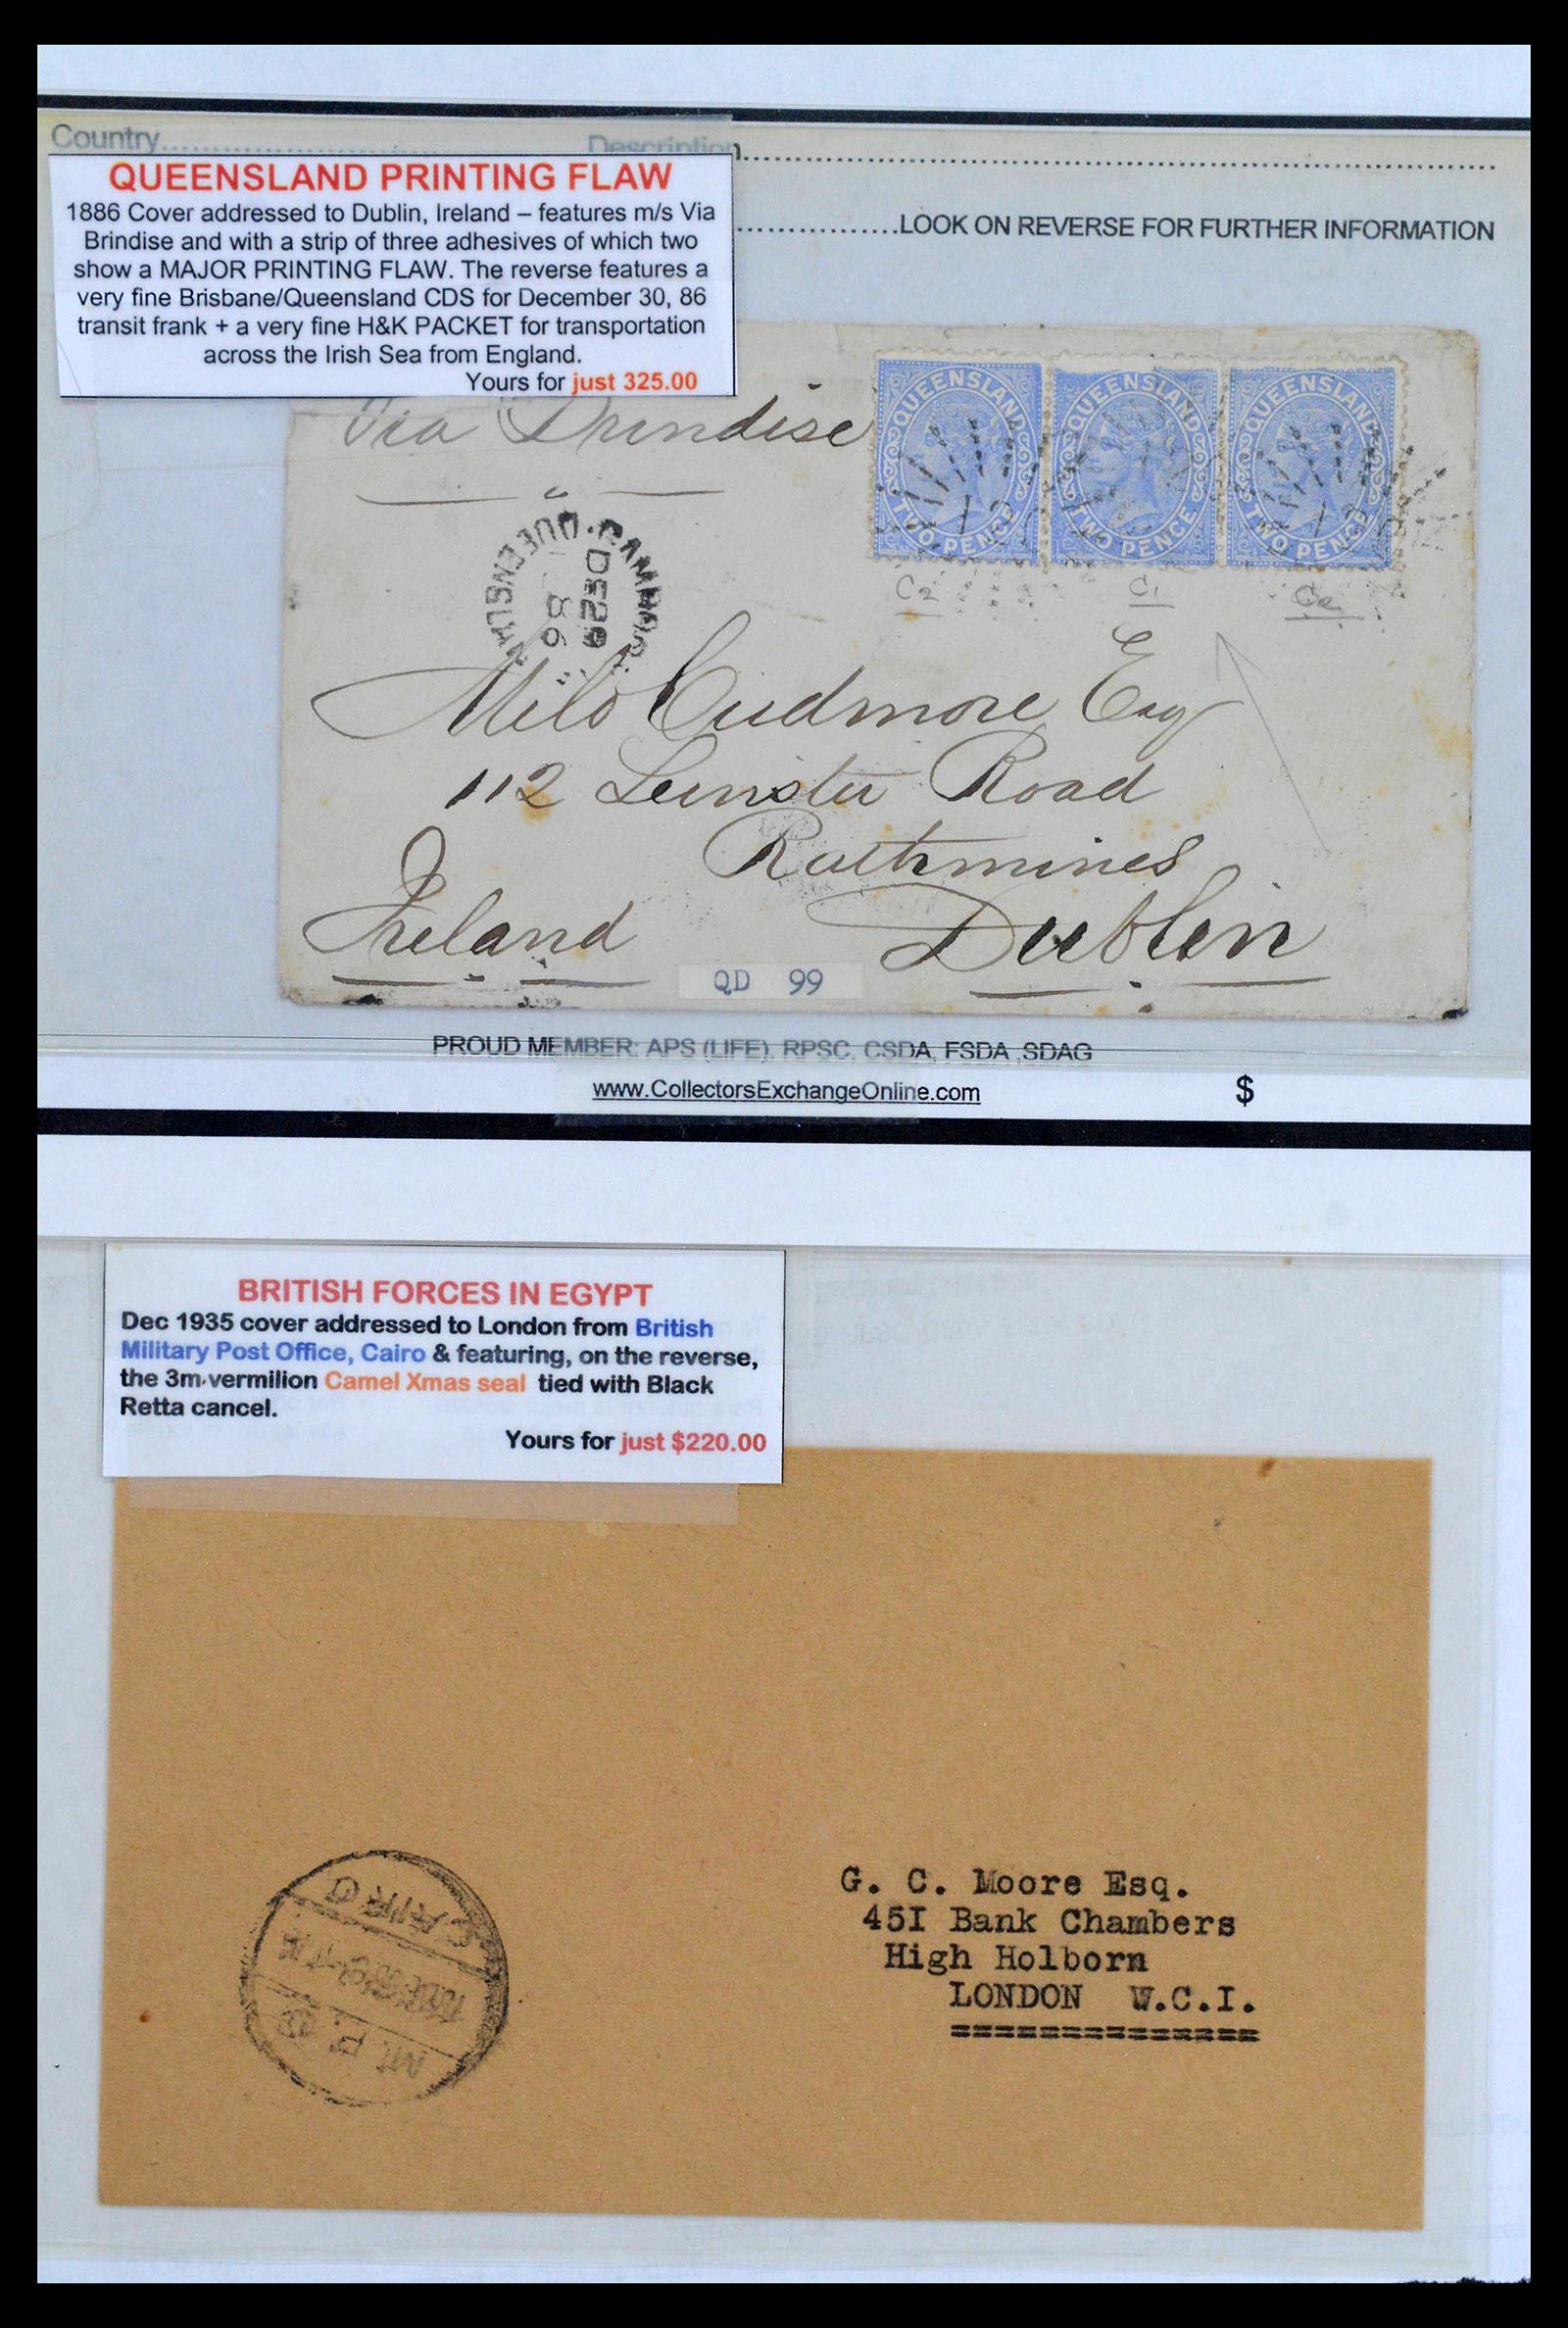 Country
Description
QUEENSLAND PRINTING FLAW
1886 Cover addressed to Dublin, Ireland – features m/s Via
Brindise and with a strip of three adhesives of which two
show a MAJOR PRINTING FLAW. The reverse features a
very fine Brisbane/Queensland CDS for December 30, 86
transit frank + a very fine H&K PACKET for transportation
across the Irish Sea from England.
Yours for just 325.00
LOOK ON REVERSE FOR FURTHER INFORMATION
Via Brindise
QUEENSLAND
TWO PENCE
QUEENSLAND
TWO PENCE
QUEENSLAND
TWO PENCE
C2
C1
QUEENSLAN
DE 29
86
Milo Cudmore Esq
112 Leinster Road
Rathmines
Dublin
Ireland
QD 99
PROUD MEMBER: APS (LIFE), RPSC, CSDA, FSDA, SDAG
www.CollectorsExchangeOnline.com
$
BRITISH FORCES IN EGYPT
Dec 1935 cover addressed to London from British
Military Post Office, Cairo & featuring, on the reverse,
the 3m.vermilion Camel Xmas seal tied with Black
Retta cancel.
Yours for just $220.00
CAIRO
G. C. Moore Esq.
45I Bank Chambers
High Holborn
LONDON W.C.I.
==============